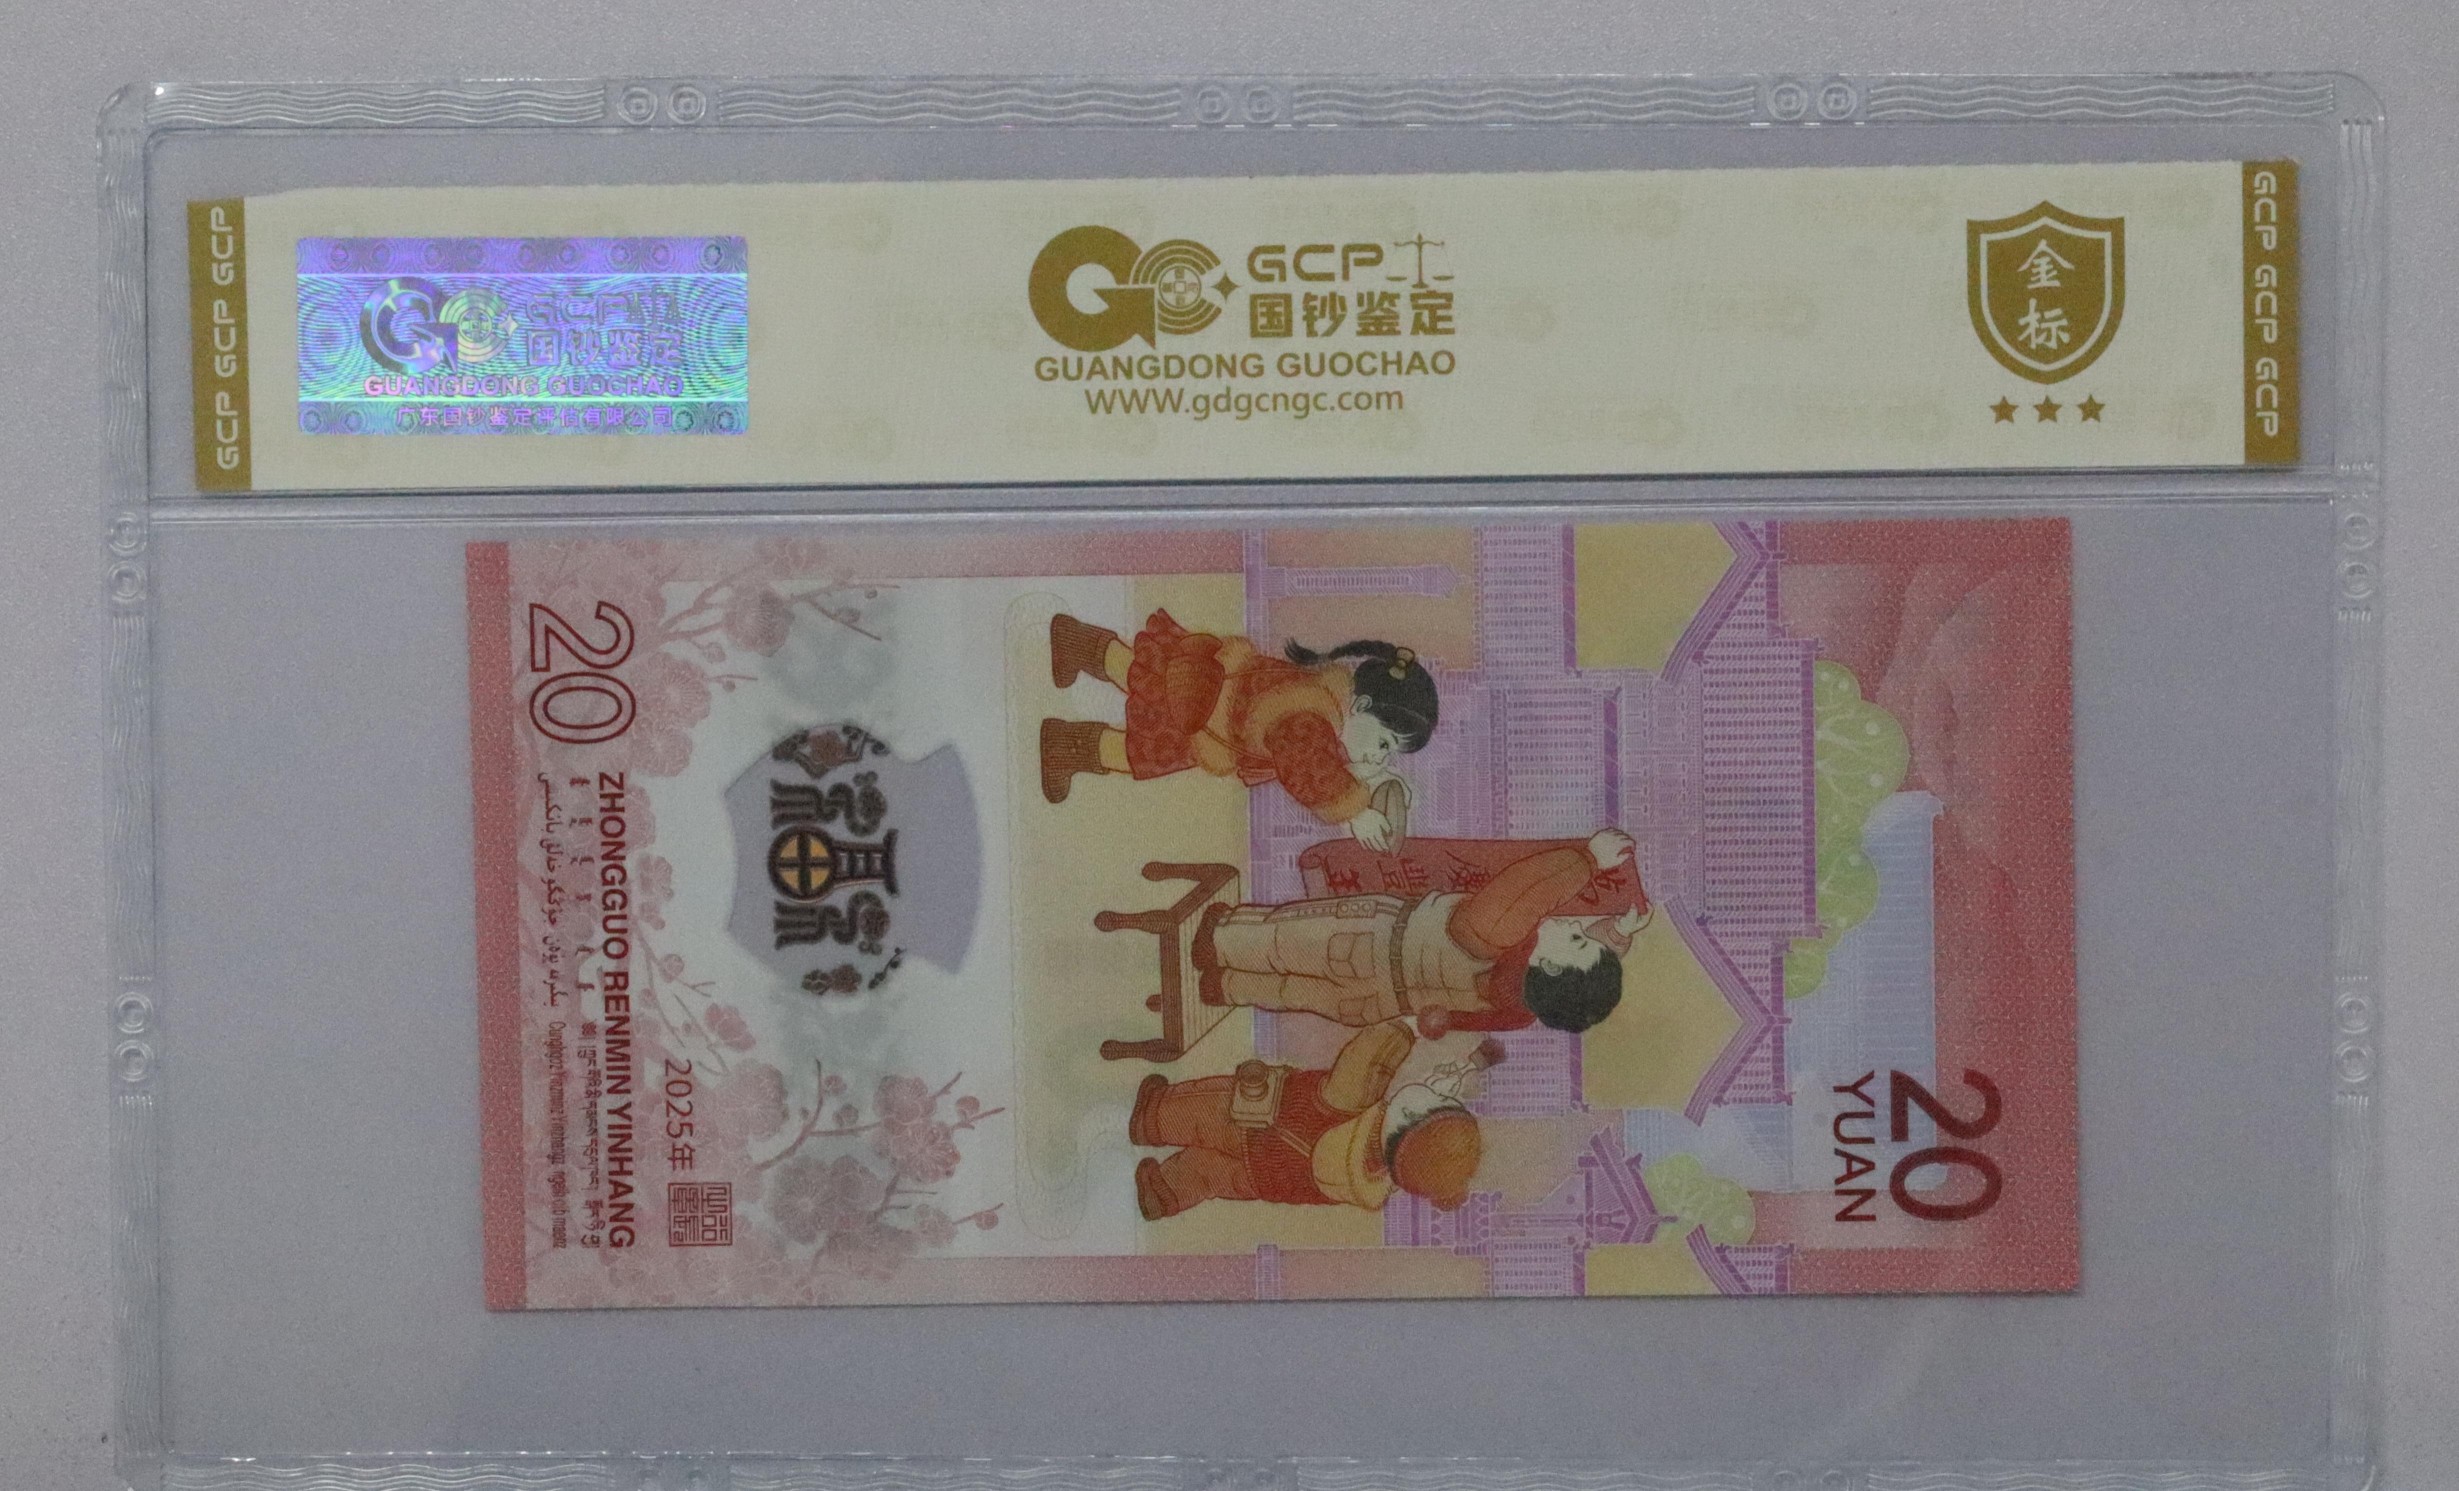 GCP GCP GCP
GCP
国钞鉴定
GUANGDONG GUOCHAO
广东国钞鉴定评估有限公司
GCP
国钞鉴定
GUANGDONG GUOCHAO
WWW.gdgcngc.com
金
标
GCP GCP GCP
20
YUAN
2025年
20
ZHONGGUO RENMIN YINHANG